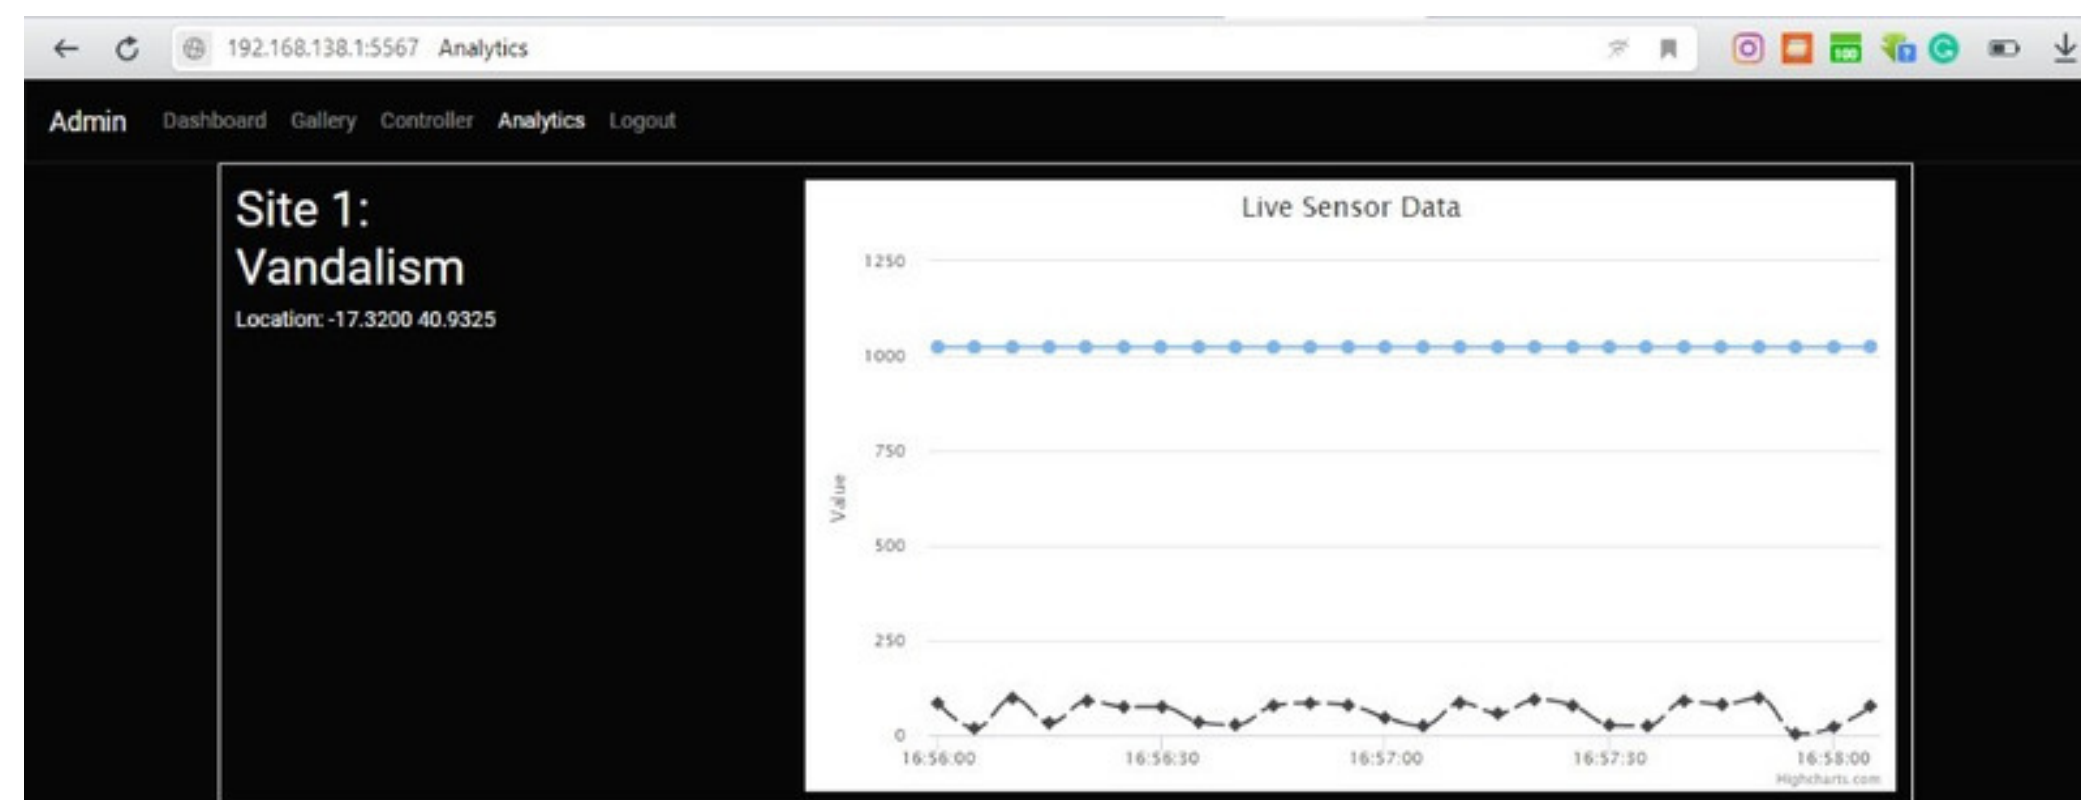 192.168.138.1:5567 Analytics
100
Admin Dashboard Gallery Controller Analytics Logout
Site 1:
Vandalism
Location: -17.3200 40.9325
Live Sensor Data
1250
1000
750
500
250
0
Value
16:56:00 16:56:30 16:57:00 16:57:30 16:58:00
Highcharts.com